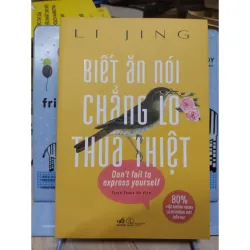 LI JING
BIẾT ĂN NÓI
CHẲNG LO
THUA THIỆT
Don't fail to
express yourself
80%